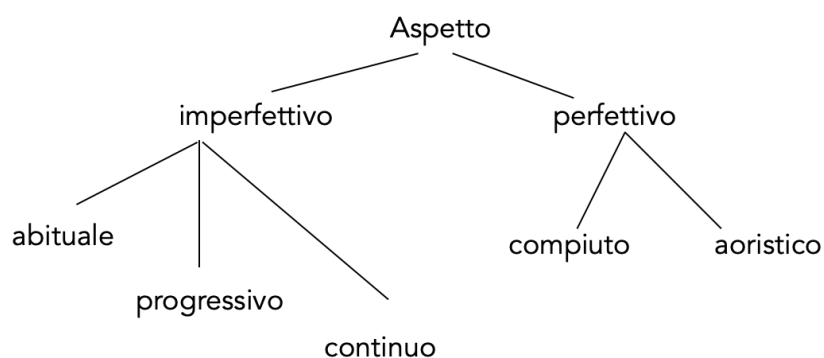 Aspetto
imperfettivo
perfettivo
abituale
compiuto
aoristico
progressivo
continuo